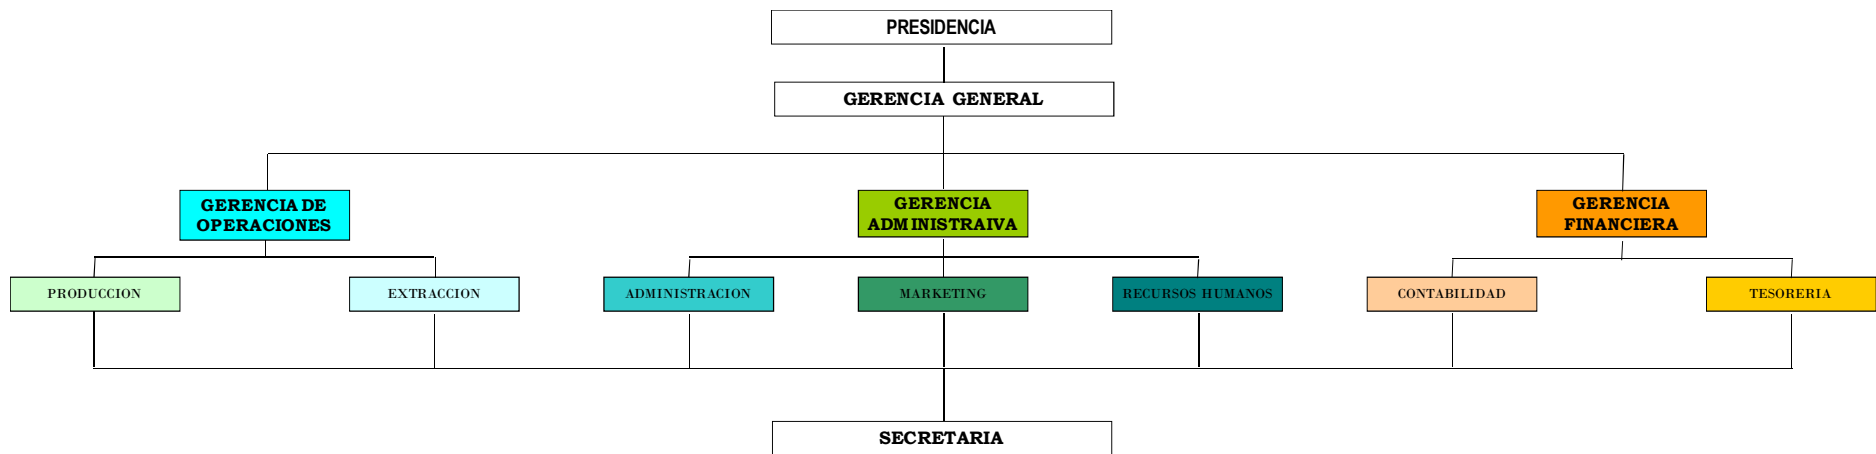 PRESIDENCIA
GERENCIA GENERAL
GERENCIA DE
OPERACIONES
GERENCIA
ADMINISTRAIVA
GERENCIA
FINANCIERA
PRODUCCION
EXTRACCION
ADMINISTRACION
MARKETING
RECURSOS HUMANOS
CONTABILIDAD
TESORERIA
SECRETARIA